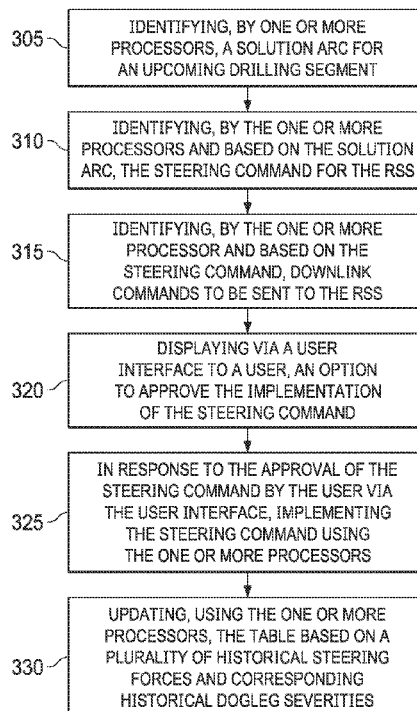 305
IDENTIFYING, BY ONE OR MORE
PROCESSORS, A SOLUTION ARC FOR
AN UPCOMING DRILLING SEGMENT
310
IDENTIFYING, BY THE ONE OR MORE
PROCESSORS AND BASED ON THE SOLUTION
ARC, THE STEERING COMMAND FOR THE RSS
315
IDENTIFYING, BY THE ONE OR MORE
PROCESSOR AND BASED ON THE
STEERING COMMAND, DOWNLINK
COMMANDS TO BE SENT TO THE RSS
320
DISPLAYING VIA A USER
INTERFACE TO A USER, AN OPTION
TO APPROVE THE IMPLEMENTATION
OF THE STEERING COMMAND
325
IN RESPONSE TO THE APPROVAL OF THE
STEERING COMMAND BY THE USER VIA
THE USER INTERFACE, IMPLEMENTING
THE STEERING COMMAND USING
THE ONE OR MORE PROCESSORS
330
UPDATING, USING THE ONE OR MORE
PROCESSORS, THE TABLE BASED ON A
PLURALITY OF HISTORICAL STEERING
FORCES AND CORRESPONDING
HISTORICAL DOGLEG SEVERITIES